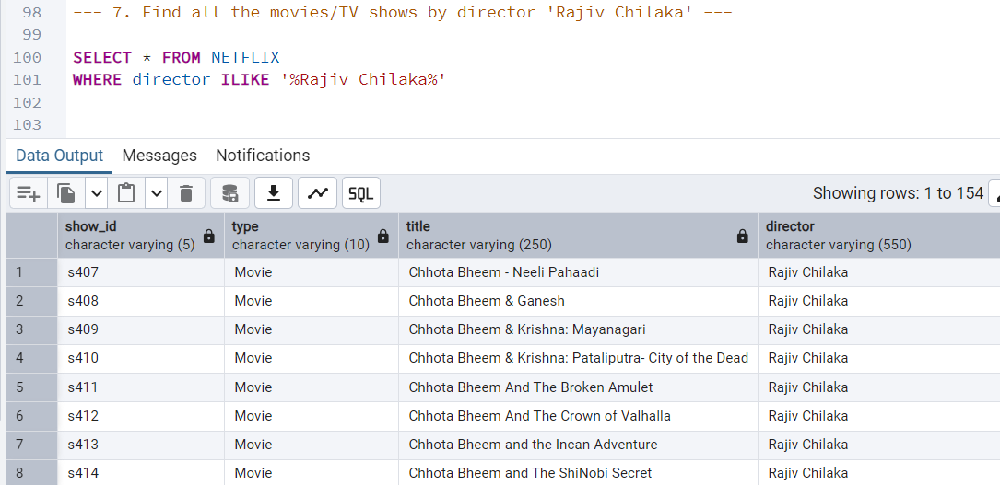 98 --- 7. Find all the movies/TV shows by director 'Rajiv Chilaka' ---
99
100 SELECT * FROM NETFLIX
101 WHERE director ILIKE '%Rajiv Chilaka%'
102
103
Data Output Messages Notifications
SQL Showing rows: 1 to 154
show_id type title director
character varying (5) character varying (10) character varying (250) character varying (550)
1 s407 Movie Chhota Bheem - Neeli Pahaadi Rajiv Chilaka
2 s408 Movie Chhota Bheem & Ganesh Rajiv Chilaka
3 s409 Movie Chhota Bheem & Krishna: Mayanagari Rajiv Chilaka
4 s410 Movie Chhota Bheem & Krishna: Pataliputra- City of the Dead Rajiv Chilaka
5 s411 Movie Chhota Bheem And The Broken Amulet Rajiv Chilaka
6 s412 Movie Chhota Bheem And The Crown of Valhalla Rajiv Chilaka
7 s413 Movie Chhota Bheem and the Incan Adventure Rajiv Chilaka
8 s414 Movie Chhota Bheem and The ShiNobi Secret Rajiv Chilaka